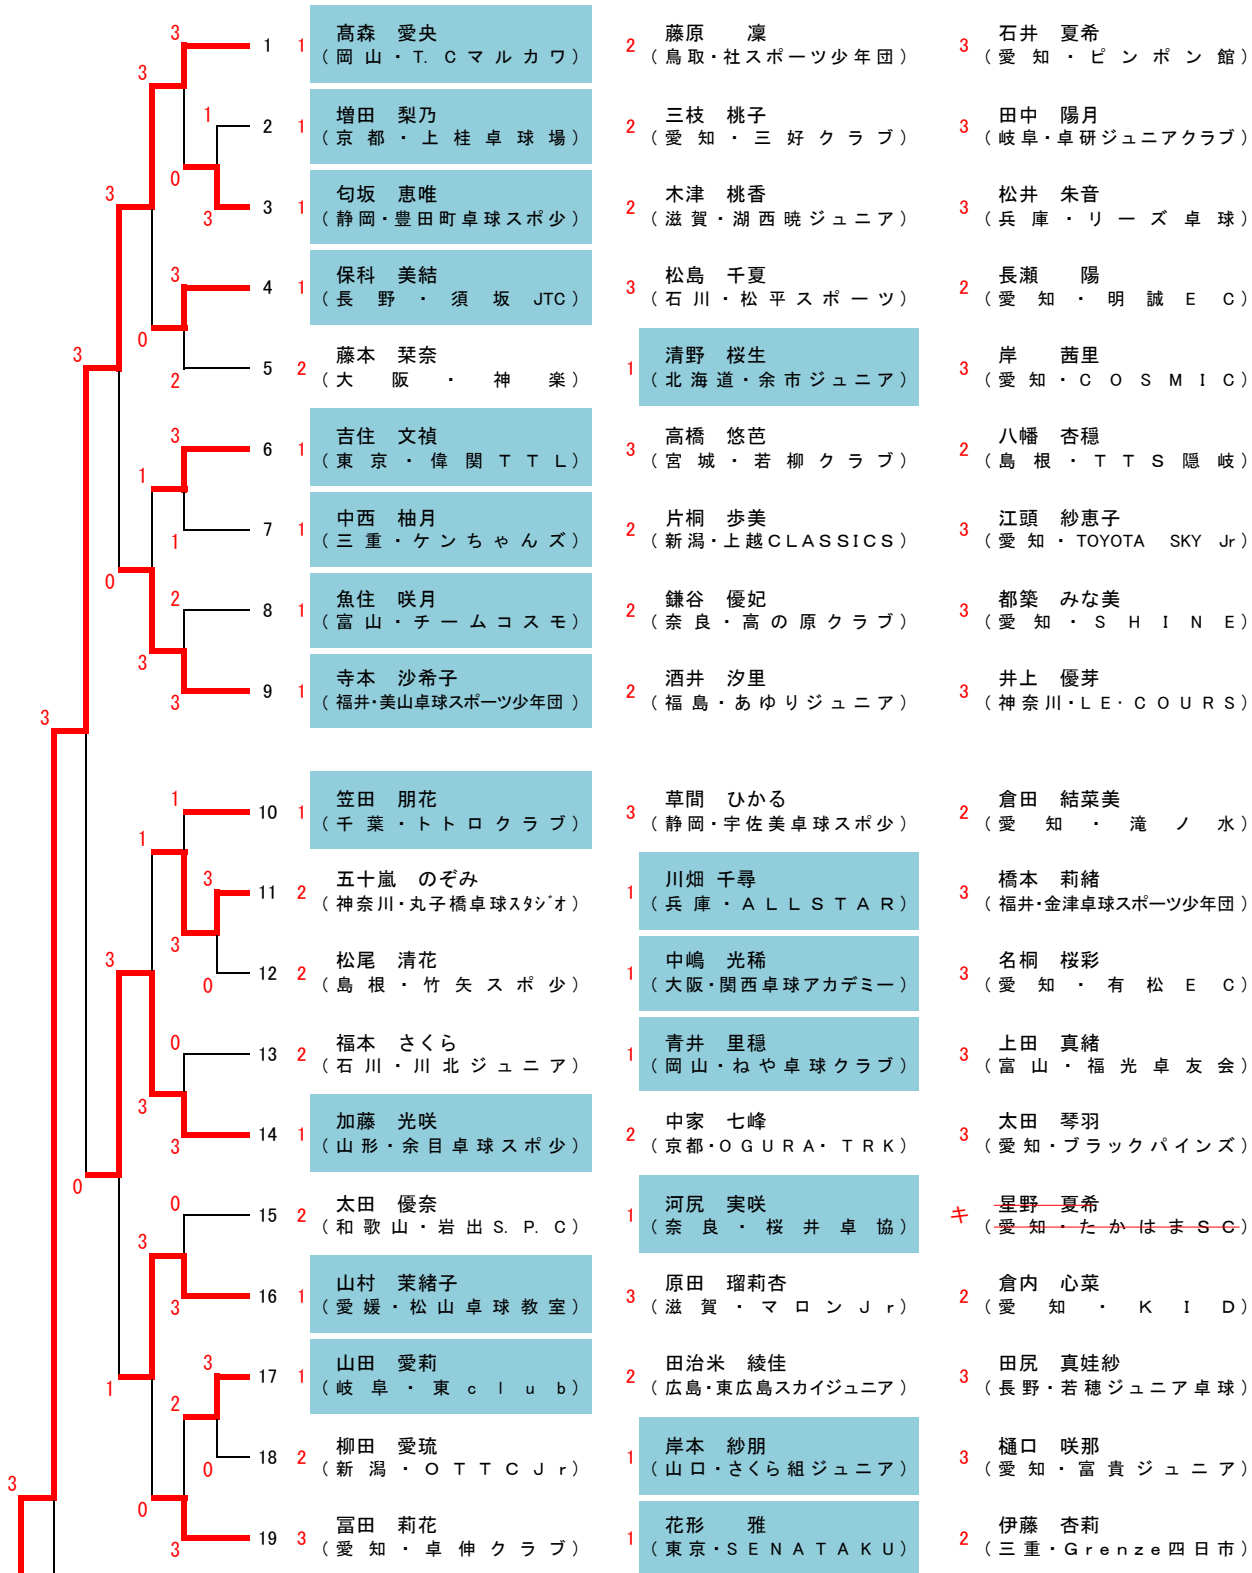 3
1 1 髙森 愛央 2 藤原 凜 3 石井 夏希
(岡山・T.Cマルカワ) (鳥取・社スポーツ少年団) (愛知・ピンポン館)
3
1
2 1 増田 梨乃 2 三枝 桃子 3 田中 陽月
(京都・上桂卓球場) (愛知・三好クラブ) (岐阜・卓研ジュニアクラブ)
0
3
3 1 匂坂 恵唯 2 木津 桃香 3 松井 朱音
(静岡・豊田町卓球スポ少) (滋賀・湖西暁ジュニア) (兵庫・リーズ卓球)
3
3
4 1 保科 美結 3 松島 千夏 2 長瀬 陽
(長野・須坂JTC) (石川・松平スポーツ) (愛知・明誠EC)
0
3
5 2 藤本 栞奈 1 清野 桜生 3 岸 茜里
2 (大阪・神楽) (北海道・余市ジュニア) (愛知・COSMIC)
3
6 1 吉住 文禎 3 高橋 悠芭 2 八幡 杏穏
(東京・偉関TTL) (宮城・若柳クラブ) (島根・TTS隠岐)
1
7 1 中西 柚月 2 片桐 歩美 3 江頭 紗恵子
1 (三重・ケンちゃんズ) (新潟・上越CLASSICS) (愛知・TOYOTA SKY Jr)
0
2
8 1 魚住 咲月 2 鎌谷 優妃 3 都築 みな美
(富山・チームコスモ) (奈良・高の原クラブ) (愛知・SHINE)
3
9 1 寺本 沙希子 2 酒井 汐里 3 井上 優芽
3 (福井・美山卓球スポーツ少年団) (福島・あゆりジュニア) (神奈川・LE・COURS)
3
1
10 1 笠田 朋花 3 草間 ひかる 2 倉田 結菜美
(千葉・トトロクラブ) (静岡・宇佐美卓球スポ少) (愛知・滝ノ水)
1
3
11 2 五十嵐 のぞみ 1 川畑 千尋 3 橋本 莉緒
(神奈川・丸子橋卓球スタジオ) (兵庫・ALLSTAR) (福井・金津卓球スポーツ少年団)
3
3
12 2 松尾 清花 1 中嶋 光稀 3 名桐 桜彩
0 (島根・竹矢スポ少) (大阪・関西卓球アカデミー) (愛知・有松EC)
0
13 2 福本 さくら 1 青井 里穏 3 上田 真緒
(石川・川北ジュニア) (岡山・ねや卓球クラブ) (富山・福光卓友会)
3
14 1 加藤 光咲 2 中家 七峰 3 太田 琴羽
3 (山形・余目卓球スポ少) (京都・OGURA・TRK) (愛知・ブラックパインズ)
0
0
15 2 太田 優奈 1 河尻 実咲 キ 星野 夏希
(和歌山・岩出S.P.C) (奈良・桜井卓協) (愛知・たかはまSC)
3
16 1 山村 茉緒子 3 原田 瑠莉杏 2 倉内 心菜
3 (愛媛・松山卓球教室) (滋賀・マロンJr) (愛知・KID)
3
17 1 山田 愛莉 2 田治米 綾佳 3 田尻 真娃紗
1 (岐阜・東club) (広島・東広島スカイジュニア) (長野・若穂ジュニア卓球)
2
18 2 柳田 愛琉 1 岸本 紗朋 3 樋口 咲那
0 (新潟・OTTCJr) (山口・さくら組ジュニア) (愛知・富貴ジュニア)
3
0
19 3 冨田 莉花 1 花形 雅 2 伊藤 杏莉
3 (愛知・卓伸クラブ) (東京・SENATAKU) (三重・Grenze四日市)